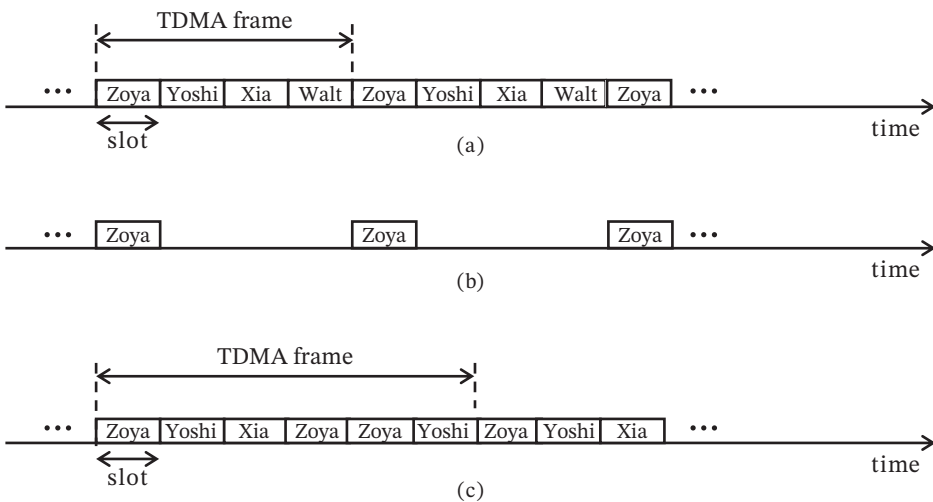 TDMA frame
... Zoya Yoshi Xia Walt Zoya Yoshi Xia Walt Zoya ...
slot
time
(a)
... Zoya Zoya Zoya ...
time
(b)
TDMA frame
... Zoya Yoshi Xia Zoya Zoya Yoshi Zoya Yoshi Xia ...
slot
time
(c)